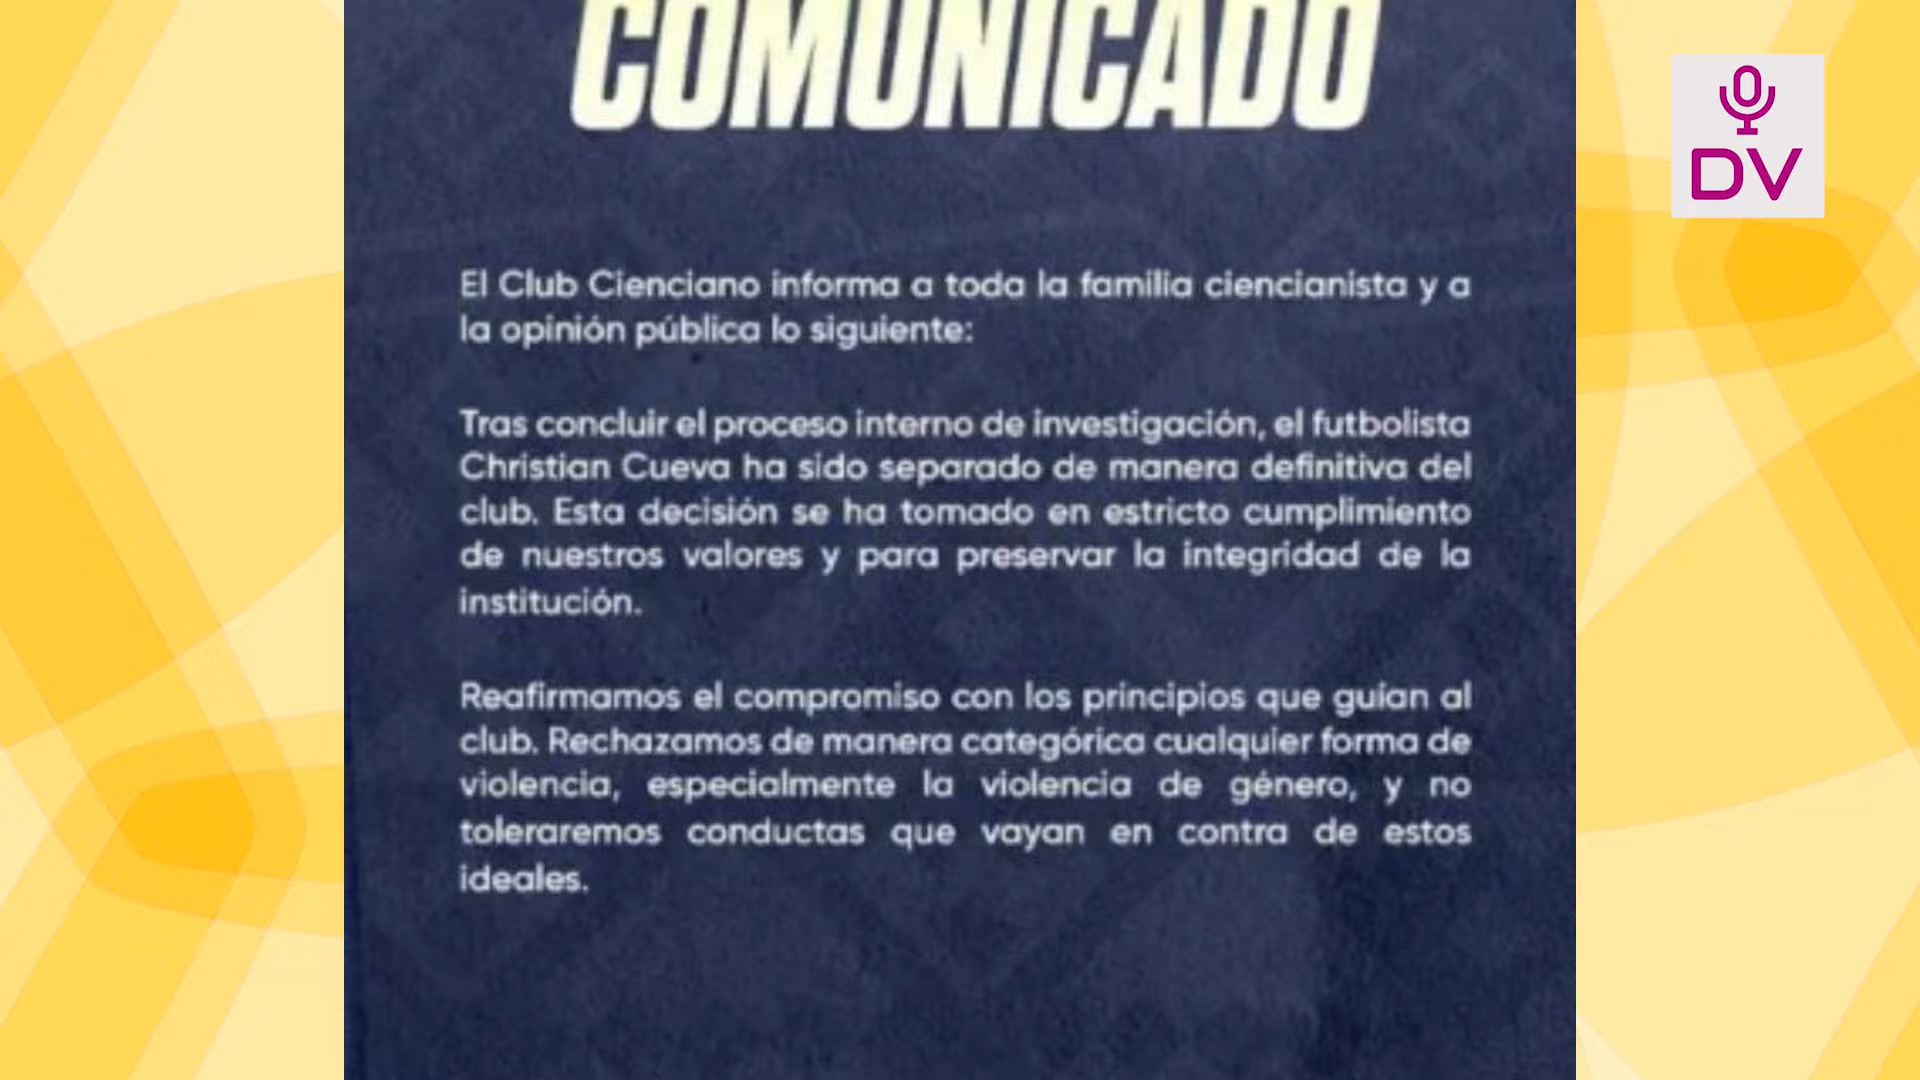 COMUNICADO
DV
El Club Cienciano informa a toda la familia ciencianista y a
la opinión pública lo siguiente:
Tras concluir el proceso interno de investigación, el futbolista
Christian Cueva ha sido separado de manera definitiva del
club. Esta decisión se ha tomado en estricto cumplimiento
de nuestros valores y para preservar la integridad de la
institución.
Reafirmamos el compromiso con los principios que guían al
club. Rechazamos de manera categórica cualquier forma de
violencia, especialmente la violencia de género, y no
toleraremos conductas que vayan en contra de estos
ideales.